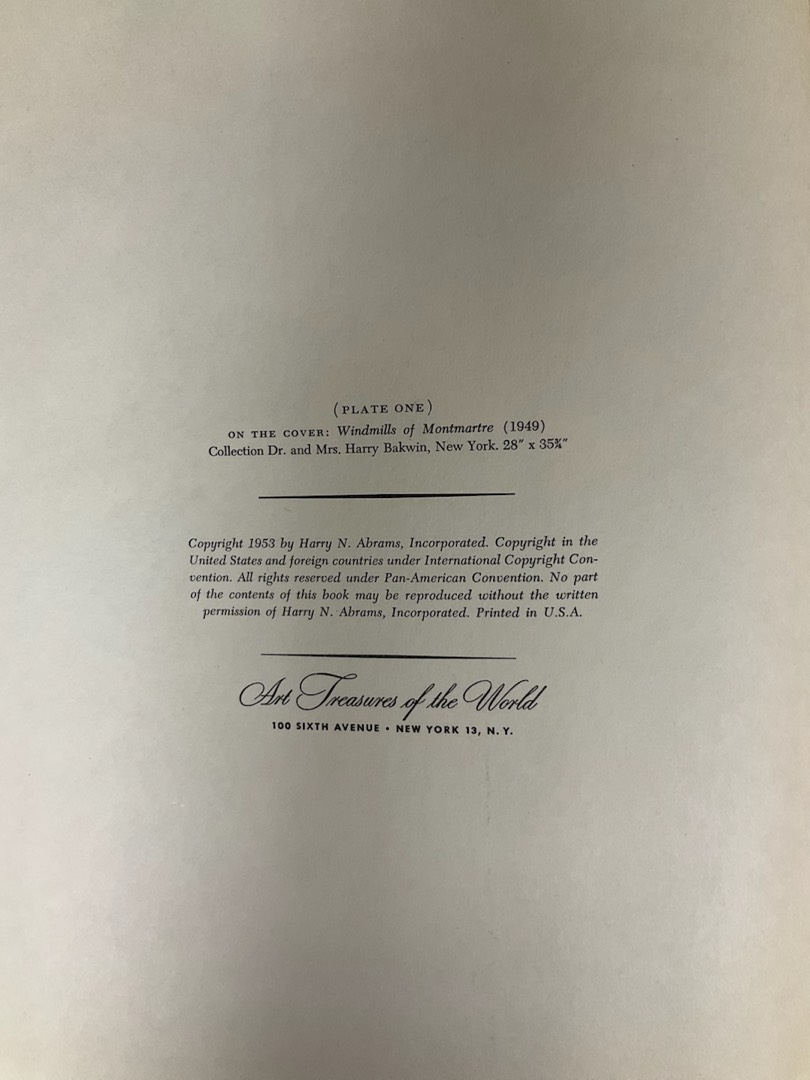 (PLATE ONE)
ON THE COVER: Windmills of Montmartre (1949)
Collection Dr. and Mrs. Harry Bakwin, New York. 28″ x 35¾″
Copyright 1953 by Harry N. Abrams, Incorporated. Copyright in the
United States and foreign countries under International Copyright Con-
vention. All rights reserved under Pan-American Convention. No part
of the contents of this book may be reproduced without the written
permission of Harry N. Abrams, Incorporated. Printed in U.S.A.
Art Treasures of the World
100 SIXTH AVENUE • NEW YORK 13, N. Y.